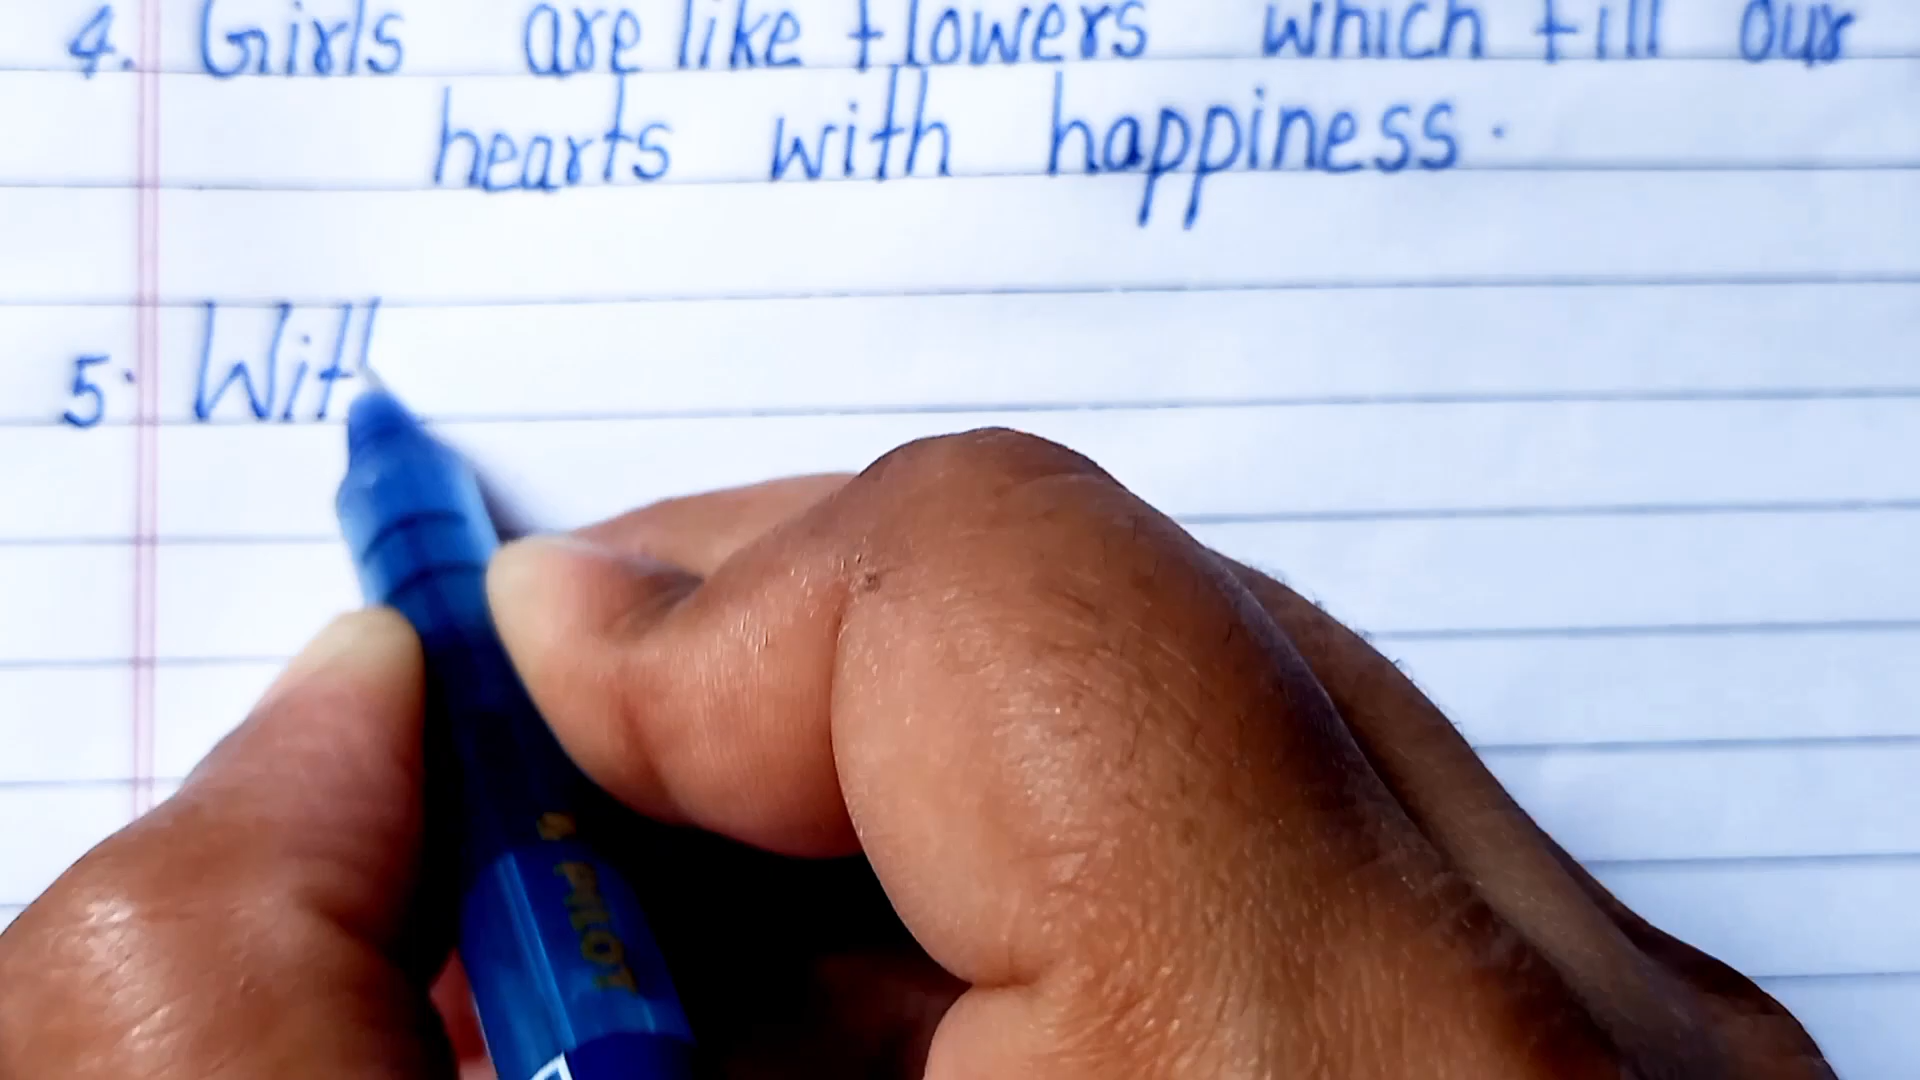 4. Girls are like flowers which fill our
hearts with happiness.
5. Wit
PILOT